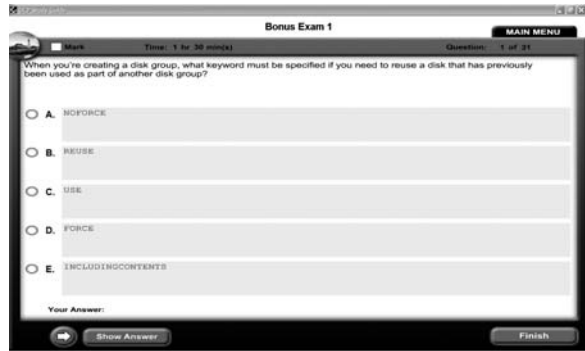 Bonus Exam 1
MAIN MENU
Mark
Time: 1 hr 30 min(s)
Question: 1 of 31
When you're creating a disk group, what keyword must be specified if you need to reuse a disk that has previously
been used as part of another disk group?
A. NOFORCE
B. REUSE
C. USE
D. FORCE
E. INCLUDINGCONTENTS
Your Answer:
Show Answer
Finish